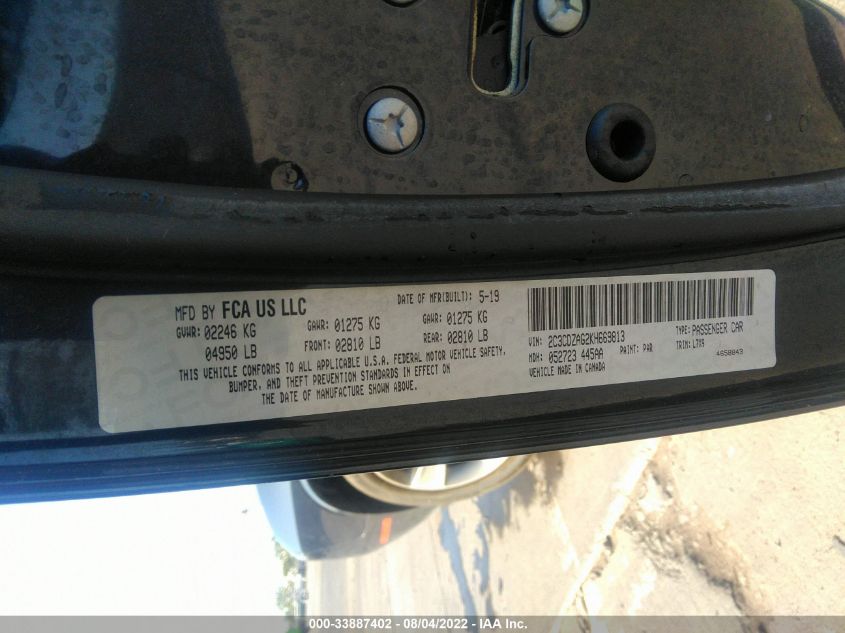 MFD BY FCA US LLC
DATE OF MFR(BUILT): 5-19
GVWR: 02246 KG
GAWR: 01275 KG
GAWR: 01275 KG
04950 LB
FRONT: 02810 LB
REAR: 02810 LB
THIS VEHICLE CONFORMS TO ALL APPLICABLE U.S.A. FEDERAL MOTOR VEHICLE SAFETY,
BUMPER, AND THEFT PREVENTION STANDARDS IN EFFECT ON
THE DATE OF MANUFACTURE SHOWN ABOVE.
VIN: 2C3CDZAG2KH669813
TYPE: PASSENGER CAR
MDH: 052723 445AA
PAINT: PAR
TRIM: LTX9
VEHICLE MADE IN CANADA
4658843
000-33887402 - 08/04/2022 - IAA Inc.